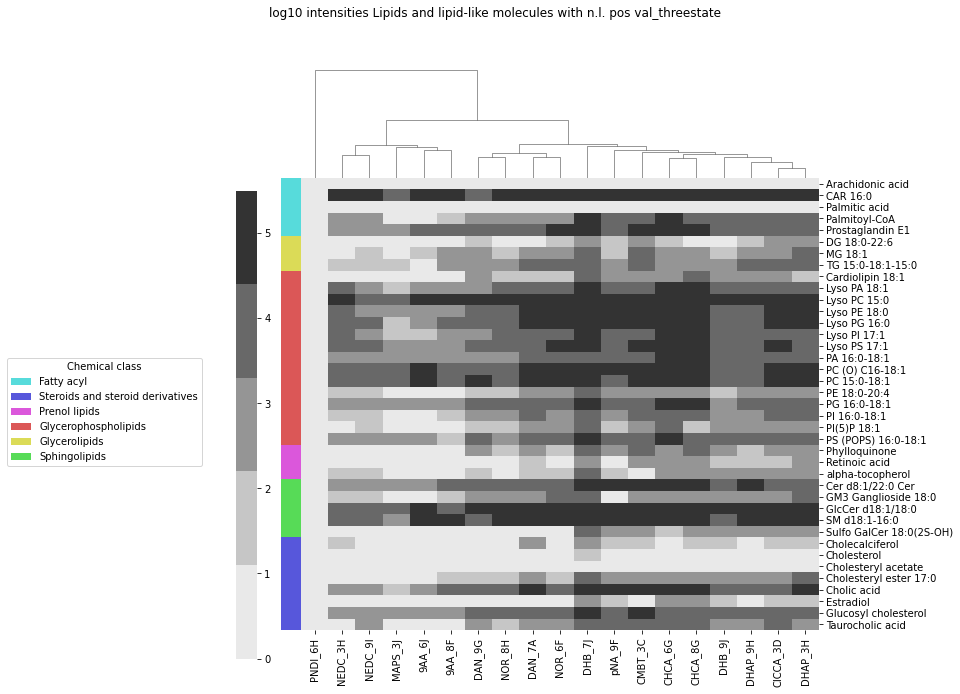 log10 intensities Lipids and lipid-like molecules with n.l. pos val_threestate
Arachidonic acid
CAR 16:0
Palmitic acid
Palmitoyl-CoA
Prostaglandin E1
DG 18:0-22:6
MG 18:1
TG 15:0-18:1-15:0
Cardiolipin 18:1
Lyso PA 18:1
Lyso PC 15:0
Lyso PE 18:0
Lyso PG 16:0
Lyso PI 17:1
Lyso PS 17:1
PA 16:0-18:1
PC (O) C16-18:1
PC 15:0-18:1
PE 18:0-20:4
PG 16:0-18:1
PI 16:0-18:1
PI(5)P 18:1
PS (POPS) 16:0-18:1
Phylloquinone
Retinoic acid
alpha-tocopherol
Cer d8:1/22:0 Cer
GM3 Ganglioside 18:0
GlcCer d18:1/18:0
SM d18:1-16:0
Sulfo GalCer 18:0(2S-OH)
Cholecalciferol
Cholesterol
Cholesteryl acetate
Cholesteryl ester 17:0
Cholic acid
Estradiol
Glucosyl cholesterol
Taurocholic acid
5
4
3
2
1
0
Chemical class
Fatty acyl
Steroids and steroid derivatives
Prenol lipids
Glycerophospholipids
Glycerolipids
Sphingolipids
PNDI_6H
NEDC_3H
NEDC_9I
MAPS_3J
9AA_6J
9AA_8F
DAN_9G
NOR_8H
DAN_7A
NOR_6F
DHB_7J
pNA_9F
CMBT_3C
CHCA_6G
CHCA_8G
DHB_9J
DHAP_9H
ClCCA_3D
DHAP_3H